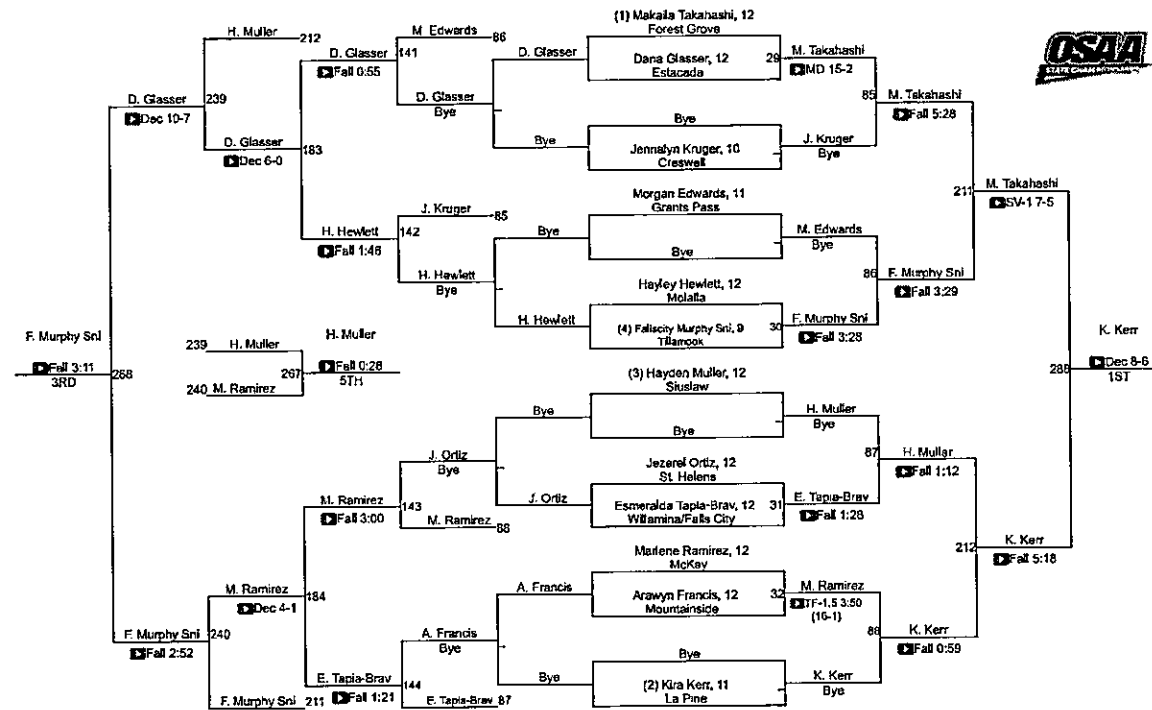 OSAA
STATE CHAMPIONSHIPS
(1) Makaila Takahashi, 12
Forest Grove
Dana Glasser, 12
Estacada
29
M. Takahashi
MD 15-2
Bye
Jennalyn Kruger, 10
Creswell
J. Kruger
Bye
85
M. Takahashi
Fall 5:28
Morgan Edwards, 11
Grants Pass
Bye
M. Edwards
Bye
Hayley Hewlett, 12
Molalla
(4) Faliscity Murphy Sni, 9
Tillamook
30
F. Murphy Sni
Fall 3:28
86
F. Murphy Sni
Fall 3:29
211
M. Takahashi
SV-1 7-5
(3) Hayden Muller, 12
Siuslaw
Bye
H. Muller
Bye
Jezerel Ortiz, 12
St. Helens
Esmeralda Tapia-Brav, 12
Willamina/Falls City
31
E. Tapia-Brav
Fall 1:28
87
H. Muller
Fall 1:12
Marlene Ramirez, 12
McKay
Arawyn Francis, 12
Mountainside
32
M. Ramirez
TF-1.5 3:50
(16-1)
Bye
(2) Kira Kerr, 11
La Pine
K. Kerr
Bye
88
K. Kerr
Fall 0:59
212
K. Kerr
Fall 5:18
288
K. Kerr
Dec 8-6
1ST
D. Glasser
Bye
M. Edwards
86
D. Glasser
Bye
141
D. Glasser
Fall 0:55
Bye
H. Hewlett
J. Kruger
85
H. Hewlett
Bye
142
H. Hewlett
Fall 1:46
183
D. Glasser
Dec 6-0
H. Muller
212
239
D. Glasser
Dec 10-7
Bye
J. Ortiz
J. Ortiz
Bye
M. Ramirez
88
143
M. Ramirez
Fall 3:00
A. Francis
Bye
A. Francis
Bye
E. Tapia-Brav
87
144
E. Tapia-Brav
Fall 1:21
184
M. Ramirez
Dec 4-1
F. Murphy Sni
211
240
F. Murphy Sni
Fall 2:52
268
F. Murphy Sni
Fall 3:11
3RD
239
H. Muller
240
M. Ramirez
267
H. Muller
Fall 0:28
5TH